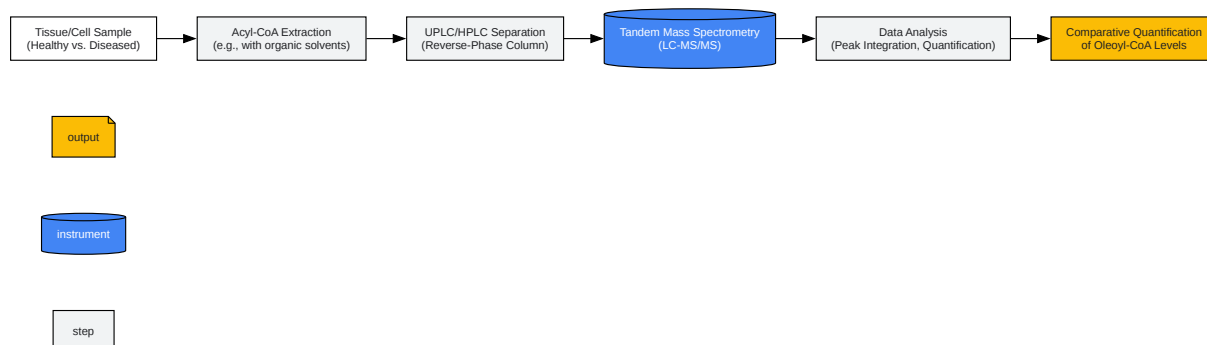 Tissue/Cell Sample
(Healthy vs. Diseased)
Acyl-CoA Extraction
(e.g., with organic solvents)
UPLC/HPLC Separation
(Reverse-Phase Column)
Tandem Mass Spectrometry
(LC-MS/MS)
Data Analysis
(Peak Integration, Quantification)
Comparative Quantification
of Oleoyl-CoA Levels
output
instrument
step